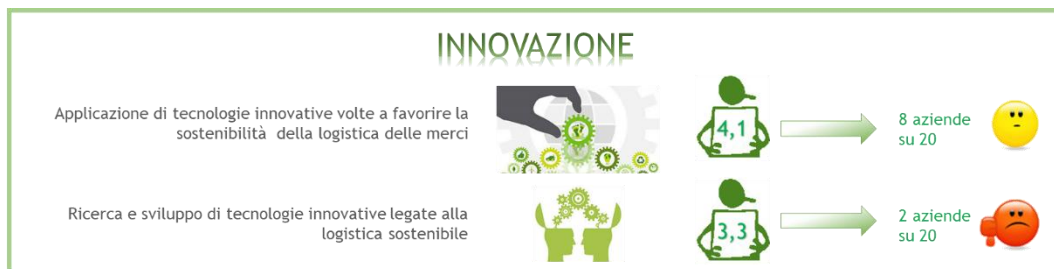 INNOVAZIONE
Applicazione di tecnologie innovative volte a favorire la
sostenibilità della logistica delle merci
4,1
8 aziende
su 20
Ricerca e sviluppo di tecnologie innovative legate alla
logistica sostenibile
3,3
2 aziende
su 20